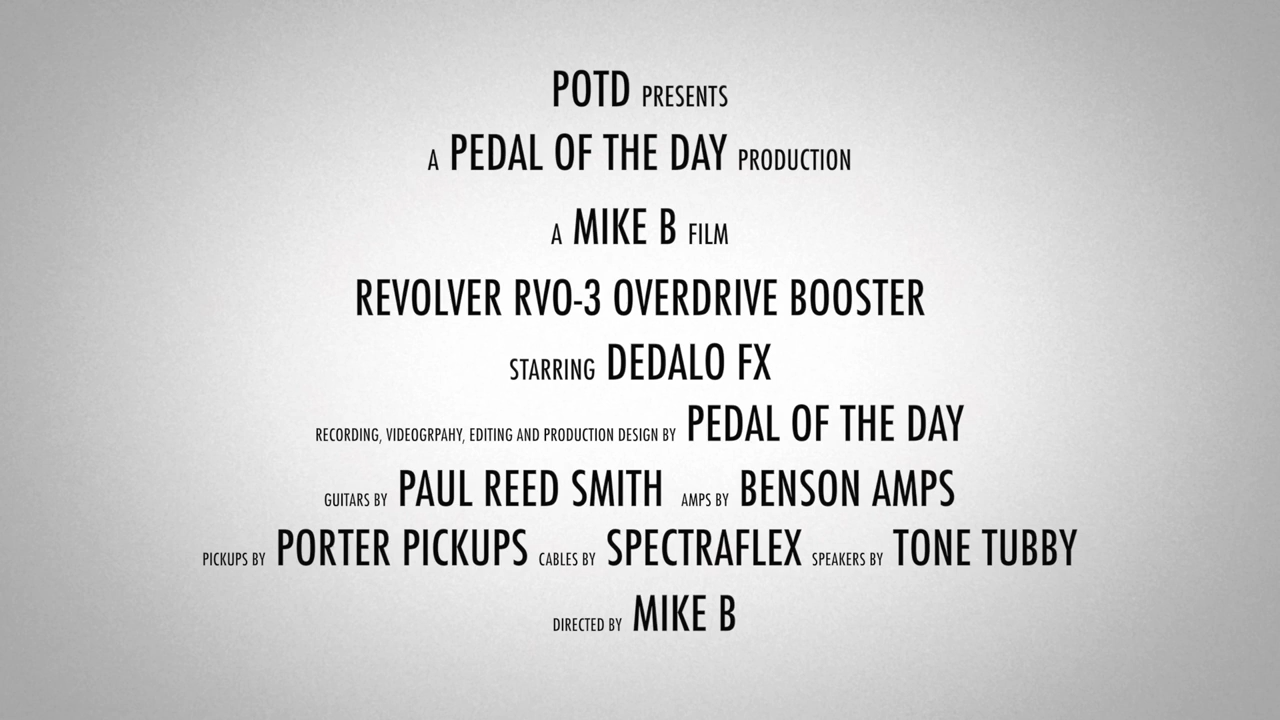 POTD PRESENTS
A PEDAL OF THE DAY PRODUCTION
A MIKE B FILM
REVOLVER RVO-3 OVERDRIVE BOOSTER
STARRING DEDALO FX
RECORDING, VIDEOGRPAHY, EDITING AND PRODUCTION DESIGN BY PEDAL OF THE DAY
GUITARS BY PAUL REED SMITH AMPS BY BENSON AMPS
PICKUPS BY PORTER PICKUPS CABLES BY SPECTRAFLEX SPEAKERS BY TONE TUBBY
DIRECTED BY MIKE B